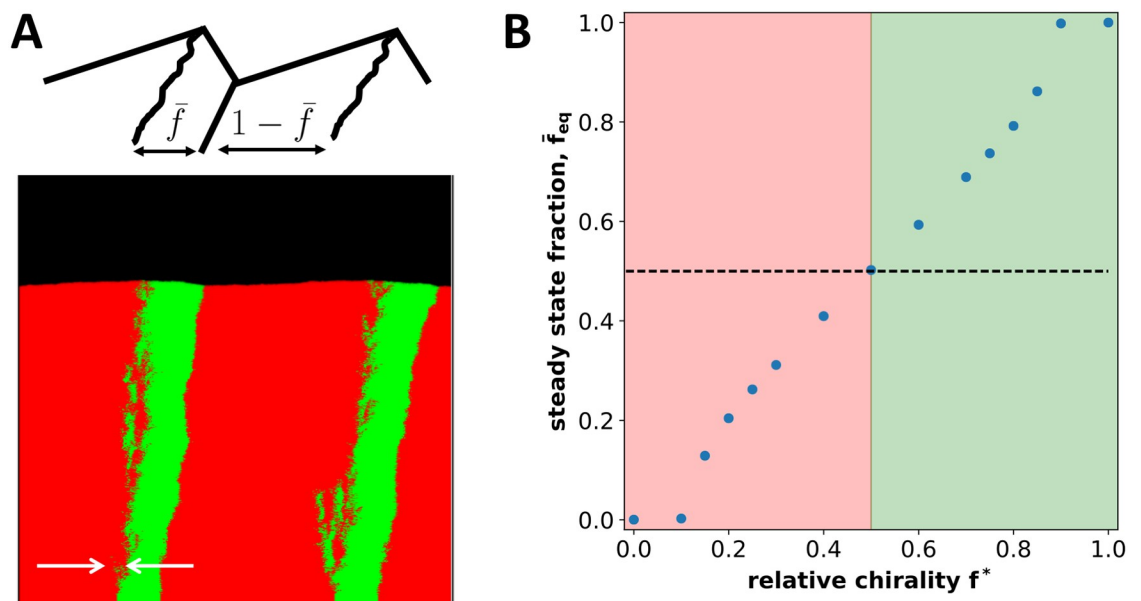 A
f̄
1 − f̄
B
steady state fraction, f̄eq
1.0
0.8
0.6
0.4
0.2
0.0
0.0 0.2 0.4 0.6 0.8 1.0
relative chirality f*